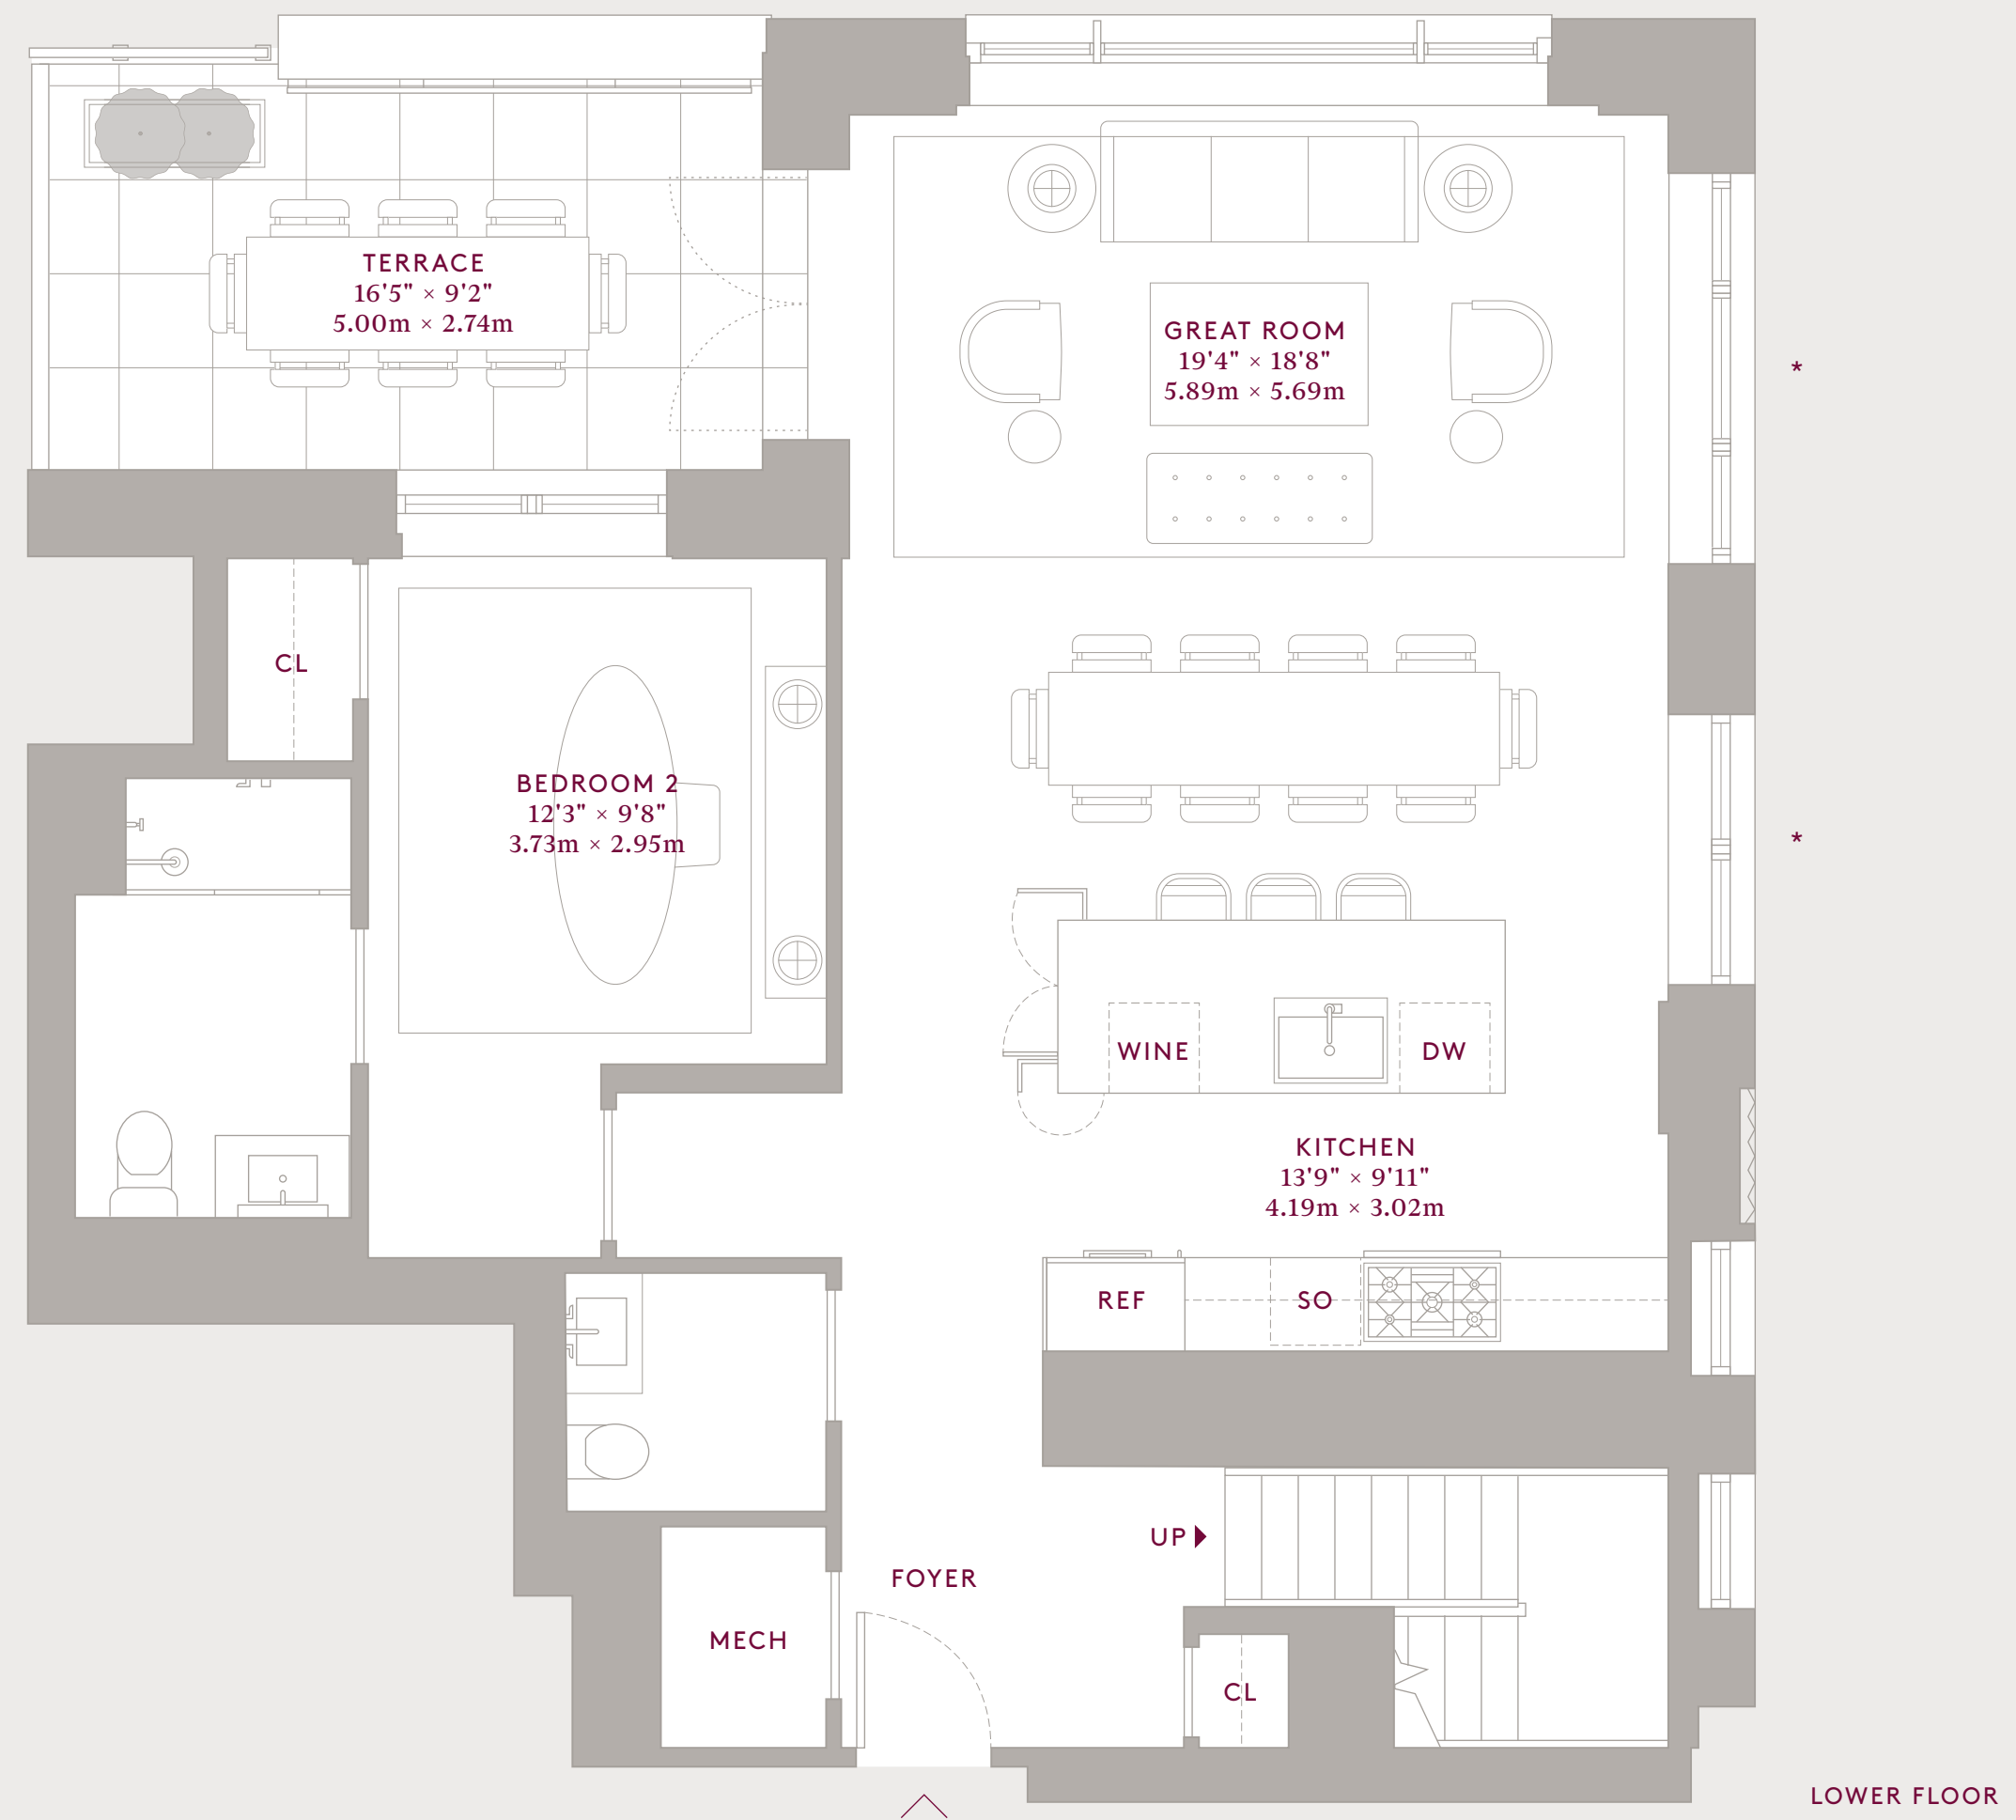 TERRACE
16'5" × 9'2"
5.00m × 2.74m
GREAT ROOM
19'4" × 18'8"
5.89m × 5.69m
*
CL
BEDROOM 2
12'3" × 9'8"
3.73m × 2.95m
*
WINE
DW
KITCHEN
13'9" × 9'11"
4.19m × 3.02m
REF
SO
UP
FOYER
MECH
CL
LOWER FLOOR